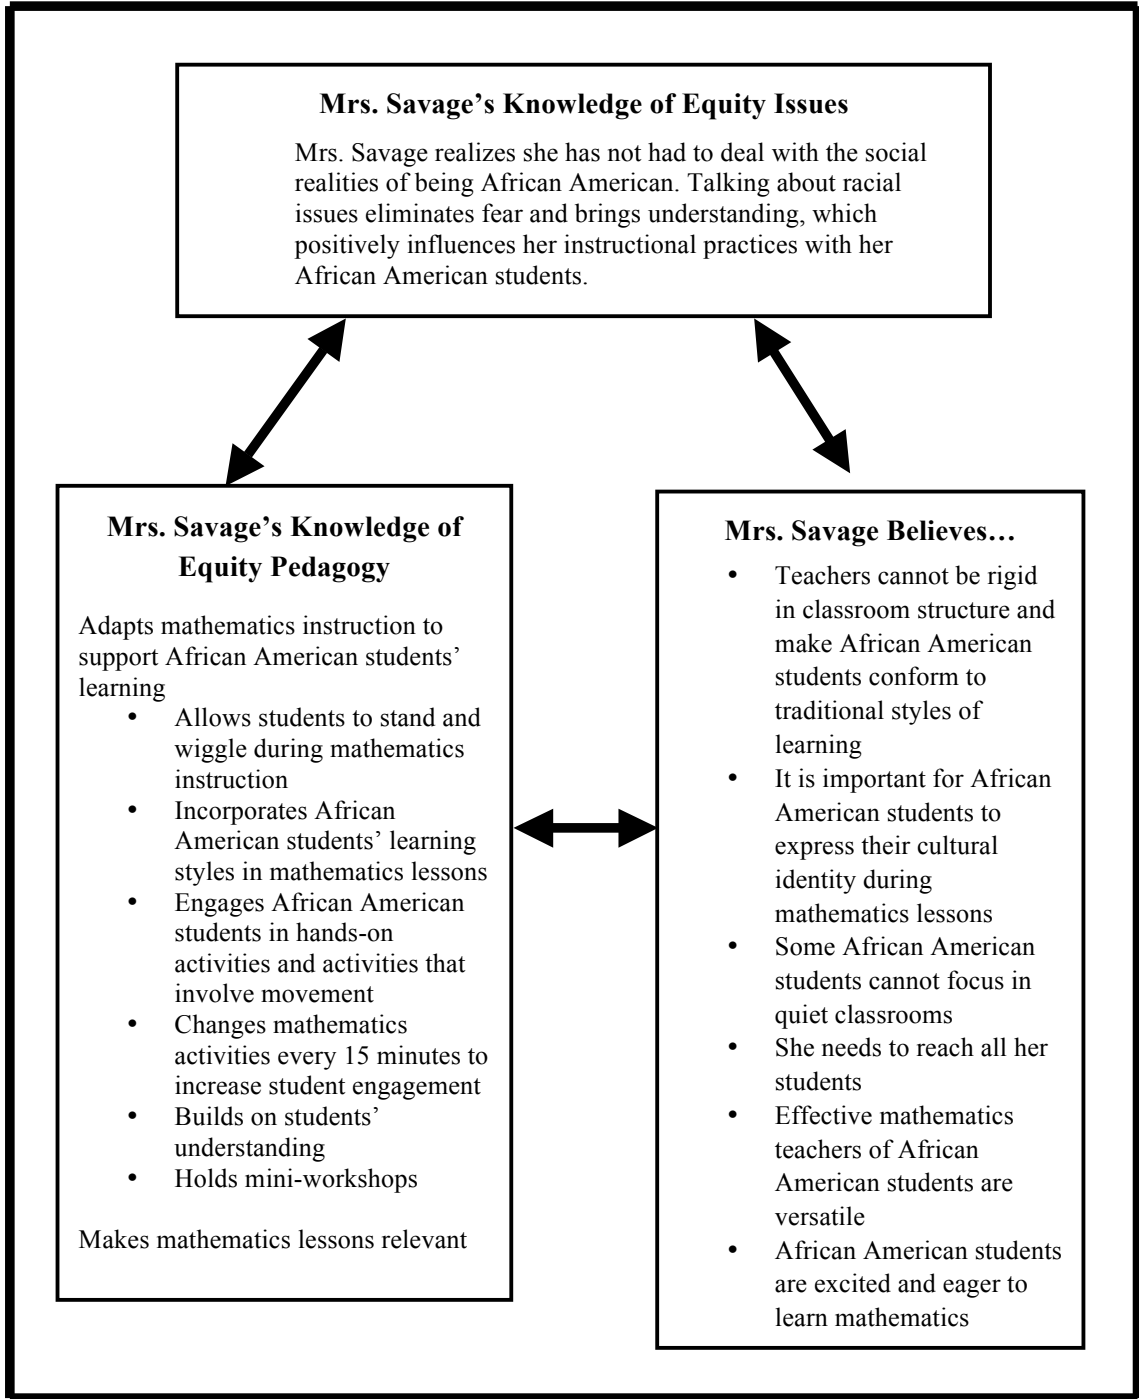 Mrs. Savage’s Knowledge of Equity Issues
Mrs. Savage realizes she has not had to deal with the social
realities of being African American. Talking about racial
issues eliminates fear and brings understanding, which
positively influences her instructional practices with her
African American students.
Mrs. Savage’s Knowledge of
Equity Pedagogy
Adapts mathematics instruction to
support African American students’
learning
• Allows students to stand and
wiggle during mathematics
instruction
• Incorporates African
American students’ learning
styles in mathematics lessons
• Engages African American
students in hands-on
activities and activities that
involve movement
• Changes mathematics
activities every 15 minutes to
increase student engagement
• Builds on students’
understanding
• Holds mini-workshops
Makes mathematics lessons relevant
Mrs. Savage Believes…
• Teachers cannot be rigid
in classroom structure and
make African American
students conform to
traditional styles of
learning
• It is important for African
American students to
express their cultural
identity during
mathematics lessons
• Some African American
students cannot focus in
quiet classrooms
• She needs to reach all her
students
• Effective mathematics
teachers of African
American students are
versatile
• African American students
are excited and eager to
learn mathematics